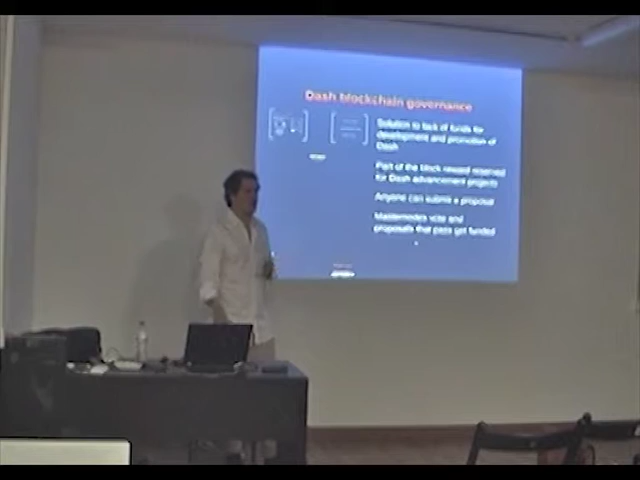 Dash blockchain governance
Solution to lack of funds for
development and promotion of
Dash
Part of the block reward reserved
for Dash advancement projects
Anyone can submit a proposal
Masternodes vote and
proposals that pass get funded